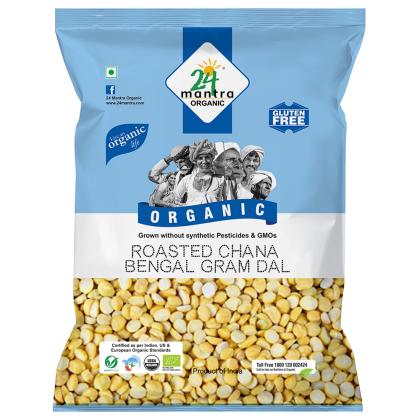 24
mantra
ORGANIC
24 Mantra Organic
www.24mantra.com
GLUTEN
FREE
organic
life
ORGANIC
Grown without synthetic Pesticides & GMOs
ROASTED CHANA
BENGAL GRAM DAL
Certified as per Indian, US &
European Organic Standards
Product of India
Toll Free 1800 120 002424